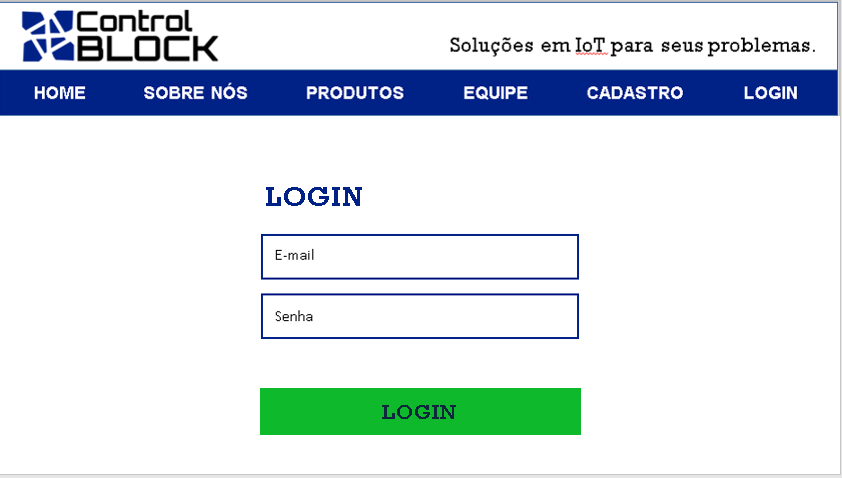 Control
BLOCK
Soluções em IoT para seus problemas.
HOME SOBRE NÓS PRODUTOS EQUIPE CADASTRO LOGIN
LOGIN
E-mail
Senha
LOGIN